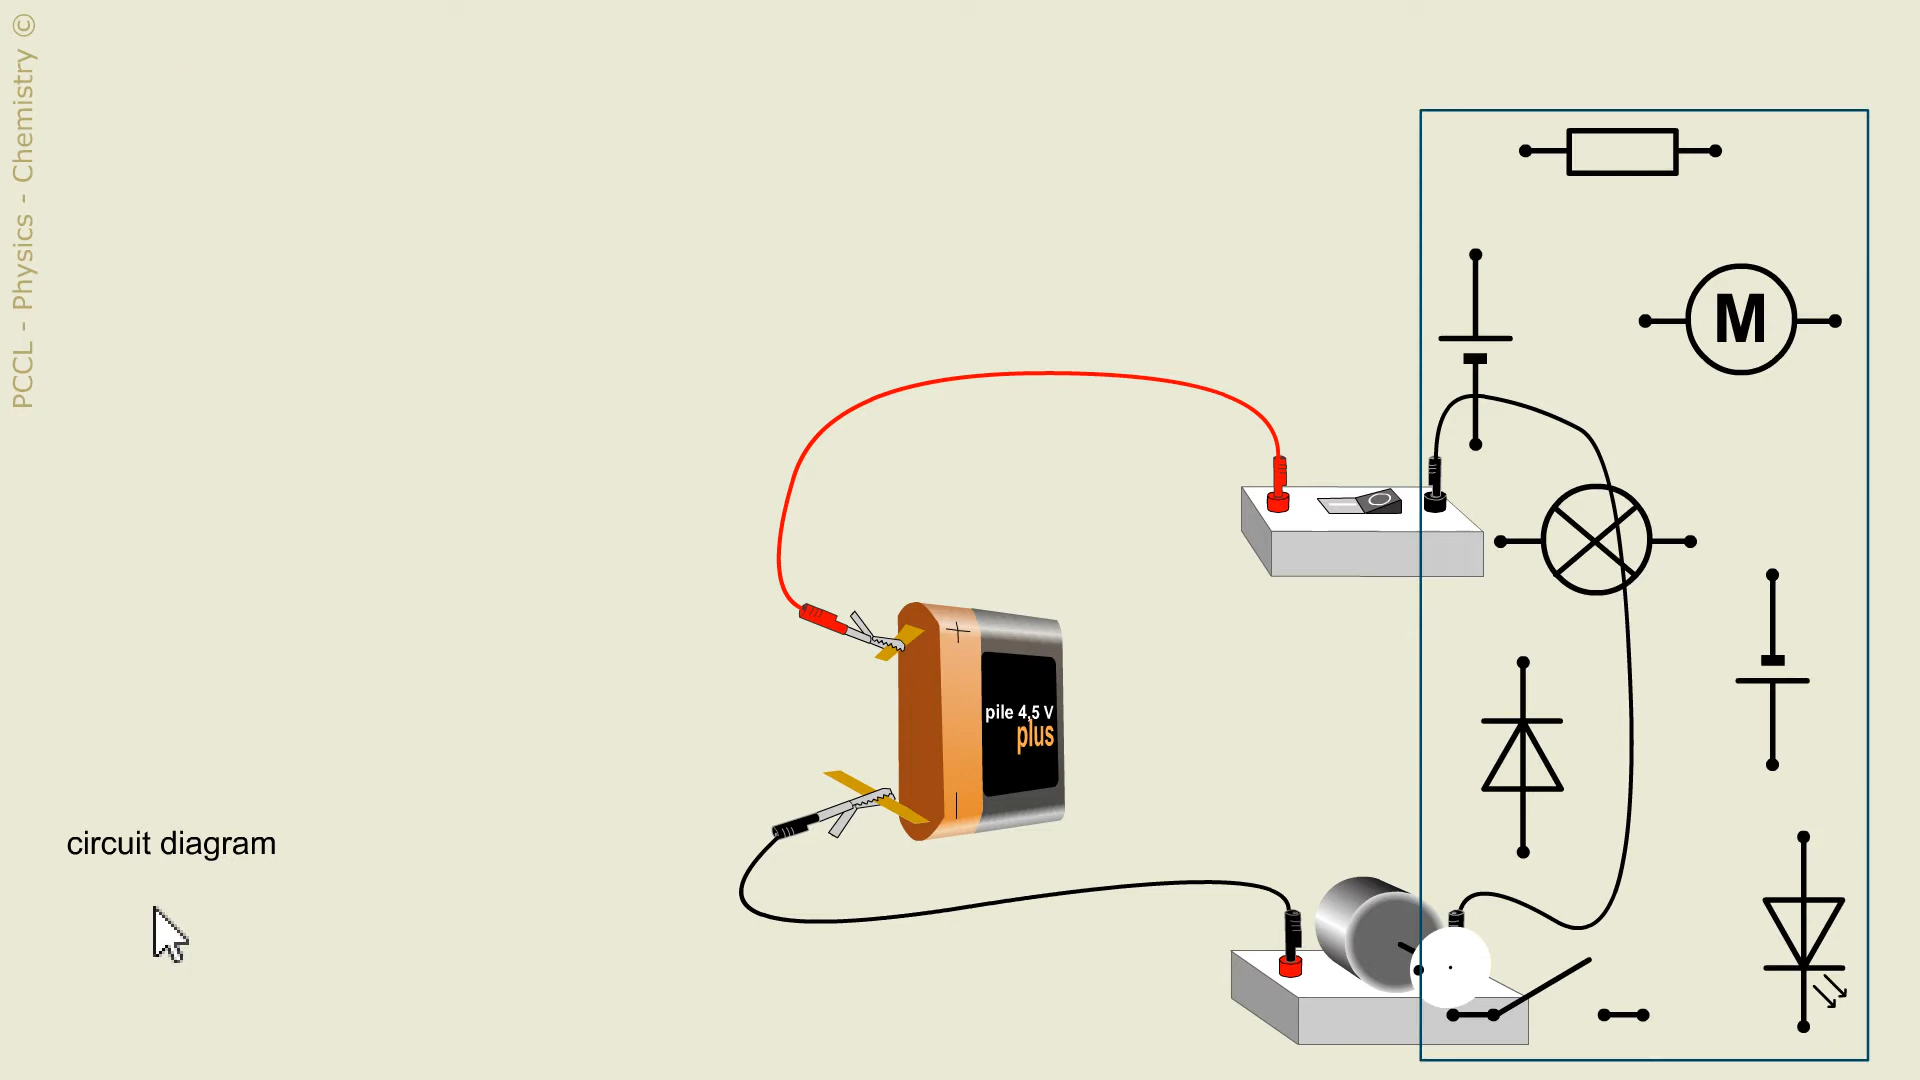 PCCL - Physics - Chemistry ©
M
+
pile 4,5 V
plus
circuit diagram